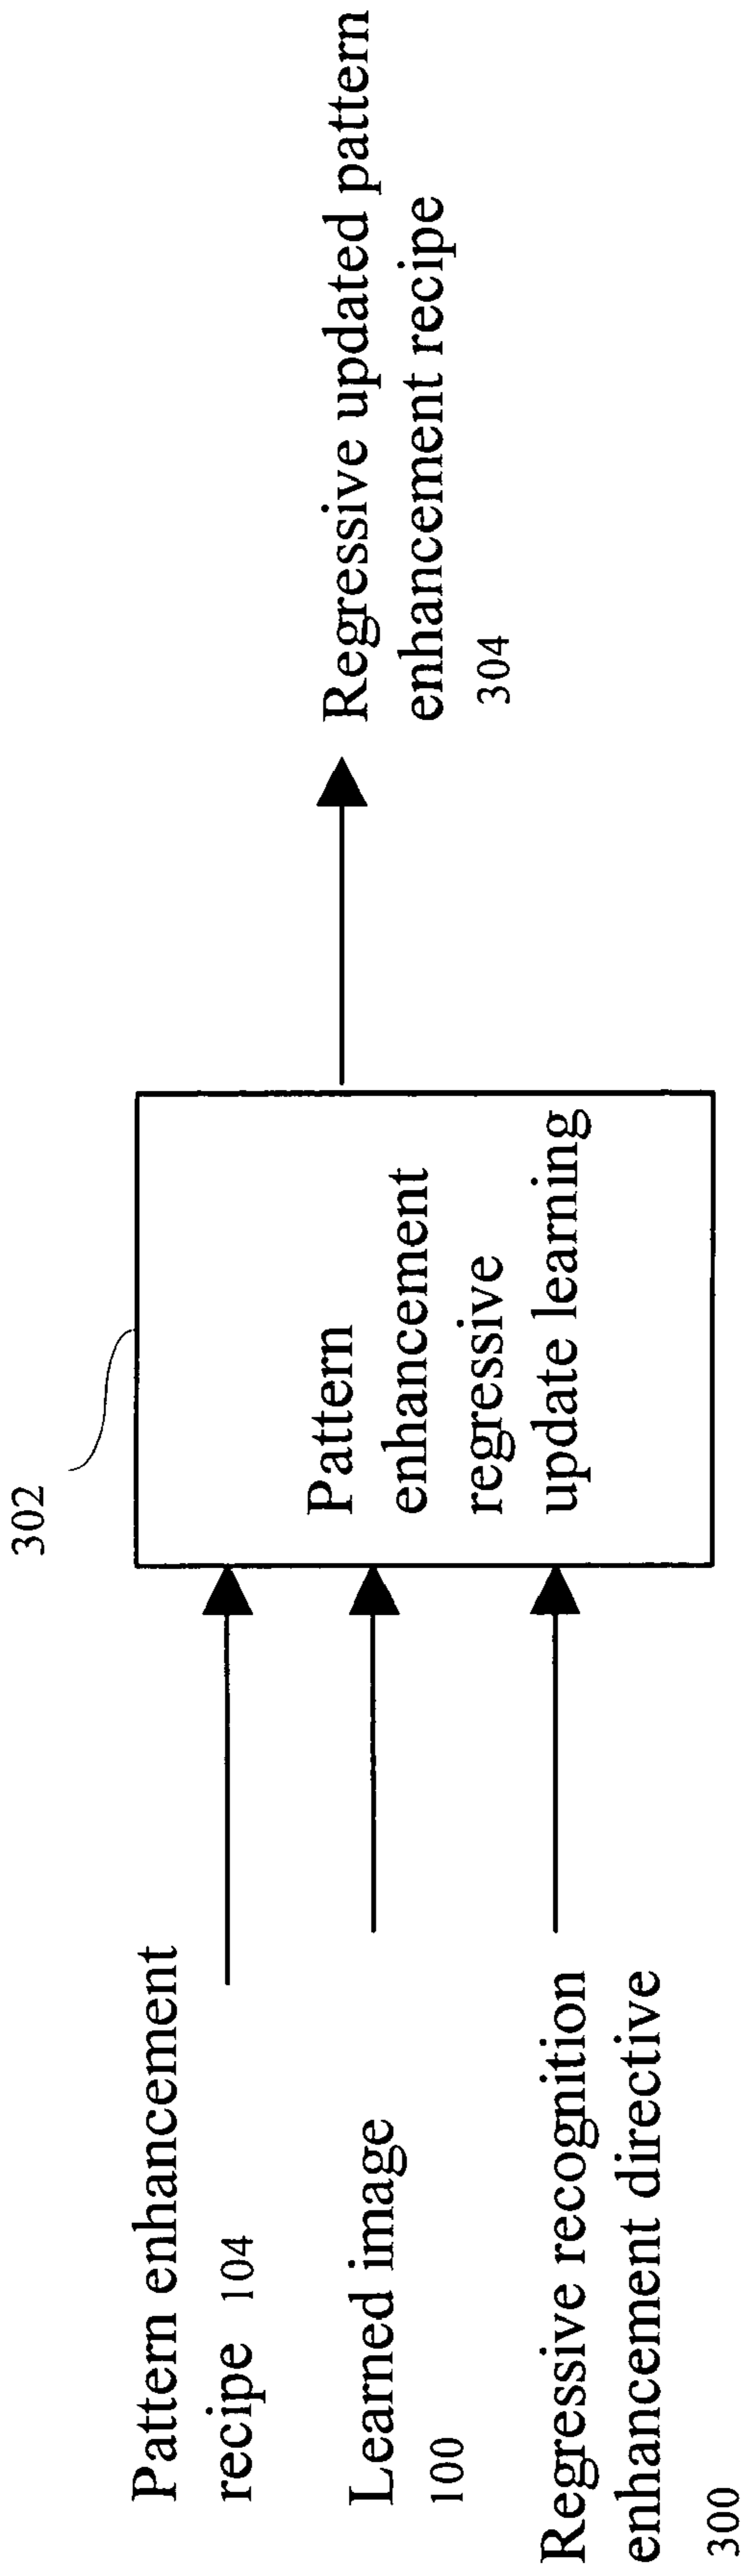 302
Pattern enhancement
recipe 104
Learned image
100
Regressive recognition
enhancement directive
300
Pattern
enhancement
regressive
update learning
Regressive updated pattern
enhancement recipe
304